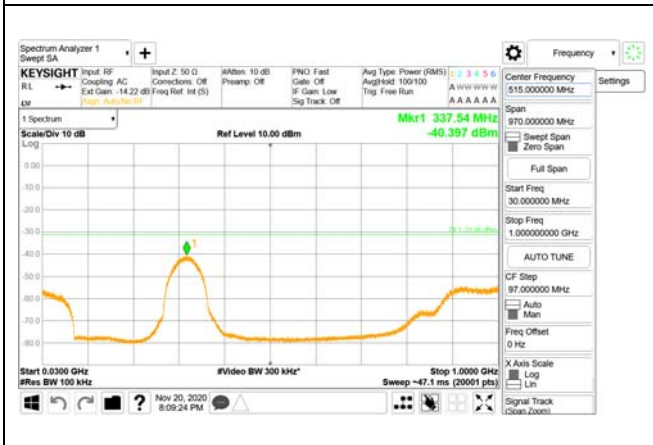 Spectrum Analyzer 1
Swept SA
+
Frequency
KEYSIGHT Input: RF Input Z: 50 Ω #Atten: 10 dB PNO: Fast Avg Type: Power (RMS) 1 2 3 4 5 6
RL Coupling: AC Corrections: Off Preamp: Off Gate: Off Avg|Hold: 100/100 A W W W W W
Ext Gain: -14.22 dB Freq Ref: Int (S) IF Gain: Low Trig: Free Run
Align: Auto/No RF Sig Track: Off A A A A A A
Center Frequency
515.000000 MHz
Settings
Span
970.000000 MHz
Swept Span
Zero Span
Full Span
Start Freq
30.000000 MHz
Stop Freq
1.000000000 GHz
AUTO TUNE
CF Step
97.000000 MHz
Auto
Man
Freq Offset
0 Hz
X Axis Scale
Log
Lin
Signal Track
(Span Zoom)
1 Spectrum
Mkr1 337.54 MHz
Scale/Div 10 dB Ref Level 10.00 dBm -40.397 dBm
Log
0.00
-10.0
-20.0
-30.0
-40.0
-50.0
-60.0
-70.0
-80.0
1
Start 0.0300 GHz #Video BW 300 kHz* Stop 1.0000 GHz
#Res BW 100 kHz Sweep ~47.1 ms (20001 pts)
? Nov 20, 2020
8:09:24 PM